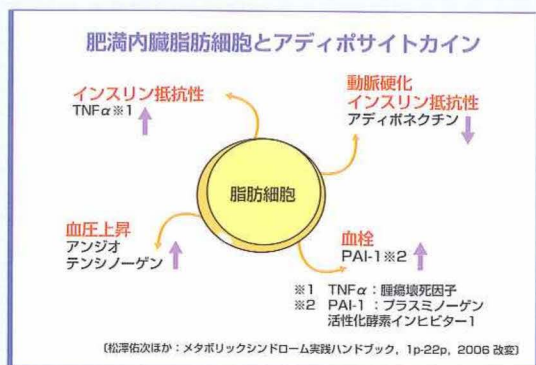 肥満内臓脂肪細胞とアディポサイトカイン
インスリン抵抗性
TNFα※1
動脈硬化
インスリン抵抗性
アディポネクチン
脂肪細胞
血圧上昇
アンジオ
テンシノーゲン
血栓
PAI-1※2
※1 TNFα：腫瘍壊死因子
※2 PAI-1：プラスミノーゲン
活性化酵素インヒビター1
〔松澤佑次ほか：メタボリックシンドローム実践ハンドブック，1p-22p，2006 改変〕